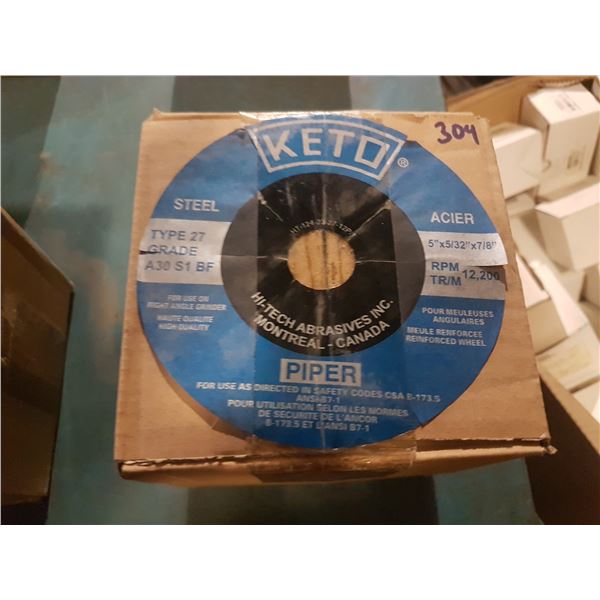 304
KETO®
STEEL
TYPE 27
GRADE
A30 S1 BF
FOR USE ON
RIGHT ANGLE GRINDER
HAUTE QUALITE
HIGH-QUALITY
ACIER
5"x5/32"x7/8"
RPM
TR/M 12,200
POUR MEULEUSES
ANGULAIRES
MEULE REINFORCEE
REINFORCED WHEEL
HI-TECH ABRASIVES INC.
MONTREAL - CANADA
PIPER
FOR USE AS DIRECTED IN SAFETY CODES CSA B-173.5
ANSI-B7-1
POUR UTILISATION SELON LES NORMES
DE SECURITE DE L'ANCOR
B-173.5 ET L'ANSI B7-1